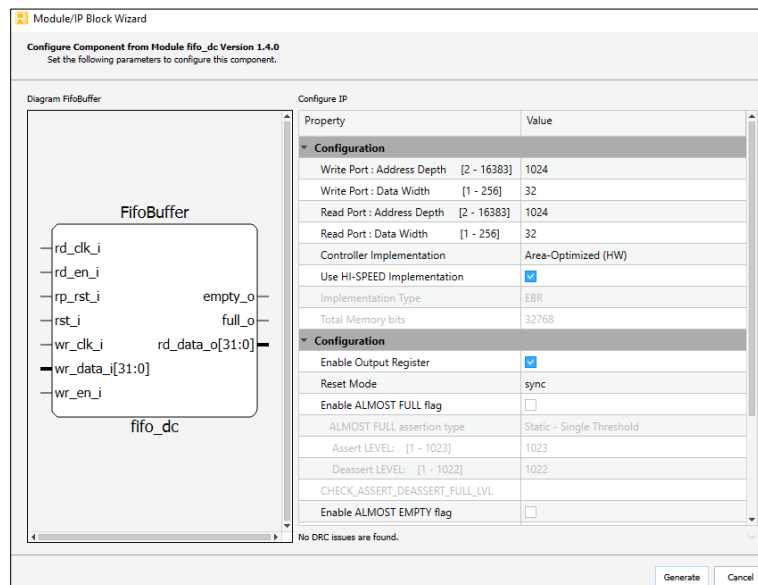 Module/IP Block Wizard
Configure Component from Module fifo_dc Version 1.4.0
Set the following parameters to configure this component.
Diagram FifoBuffer
FifoBuffer
rd_clk_i
rd_en_i
rp_rst_i
empty_o
rst_i
full_o
wr_clk_i
rd_data_o[31:0]
wr_data_i[31:0]
wr_en_i
fifo_dc
Configure IP
Property Value
Configuration
Write Port : Address Depth [2 - 16383] 1024
Write Port : Data Width [1 - 256] 32
Read Port : Address Depth [2 - 16383] 1024
Read Port : Data Width [1 - 256] 32
Controller Implementation Area-Optimized (HW)
Use HI-SPEED Implementation
Implementation Type EBR
Total Memory bits 32768
Configuration
Enable Output Register
Reset Mode sync
Enable ALMOST FULL flag
ALMOST FULL assertion type Static - Single Threshold
Assert LEVEL: [1 - 1023] 1023
Deassert LEVEL: [1 - 1022] 1022
CHECK_ASSERT_DEASSERT_FULL_LVL
Enable ALMOST EMPTY flag
No DRC issues are found.
Generate Cancel